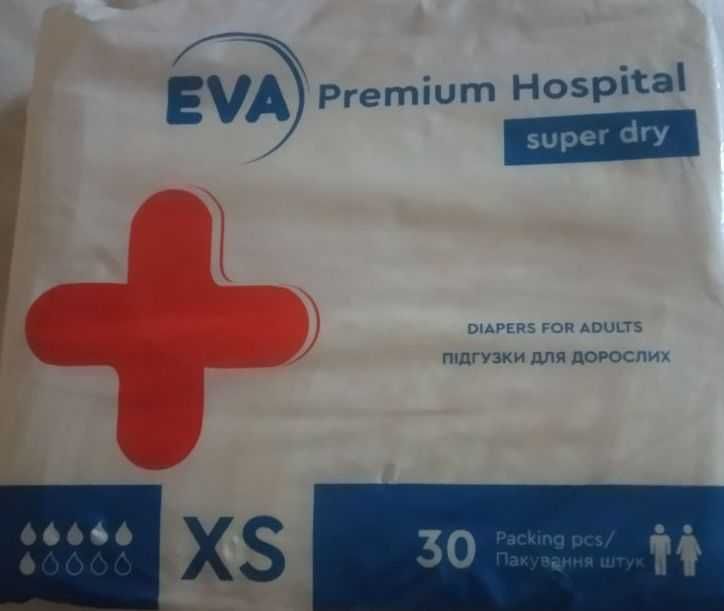 EVA Premium Hospital
super dry
DIAPERS FOR ADULTS
ПІДГУЗКИ ДЛЯ ДОРОСЛИХ
XS
30 Packing pcs/
Пакування штук